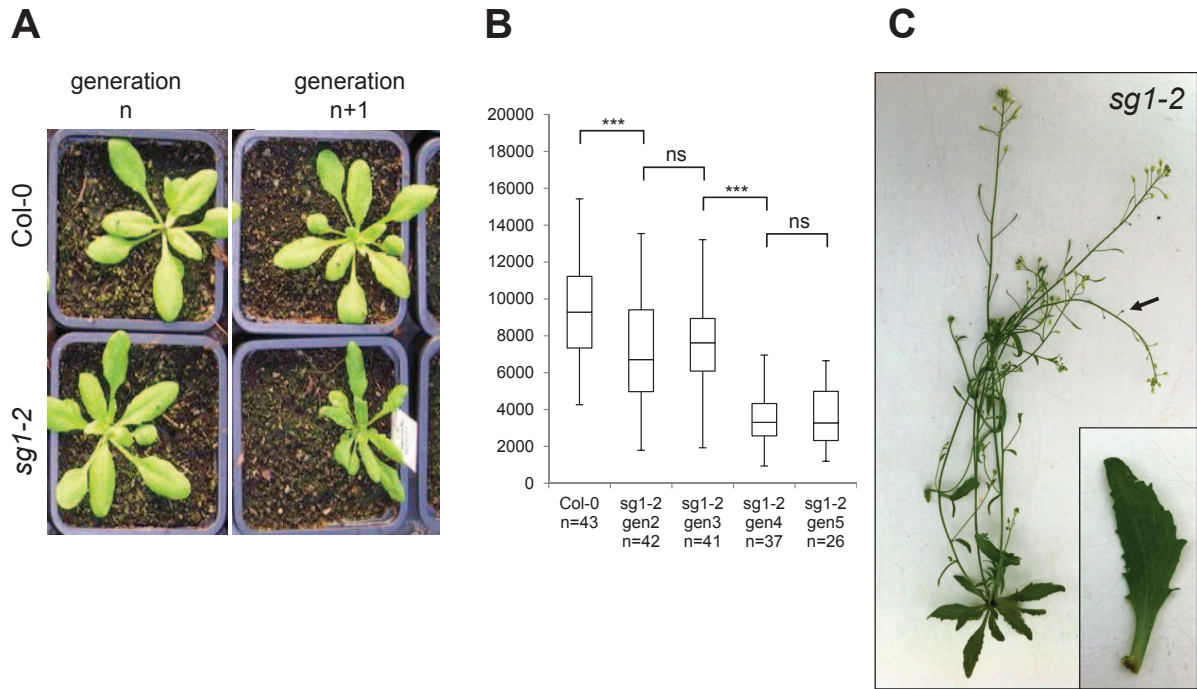 A
generation
n
generation
n+1
Col-0
sg1-2
B
20000
18000
16000
14000
12000
10000
8000
6000
4000
2000
0
***
ns
***
ns
Col-0
n=43
sg1-2
gen2
n=42
sg1-2
gen3
n=41
sg1-2
gen4
n=37
sg1-2
gen5
n=26
C
sg1-2